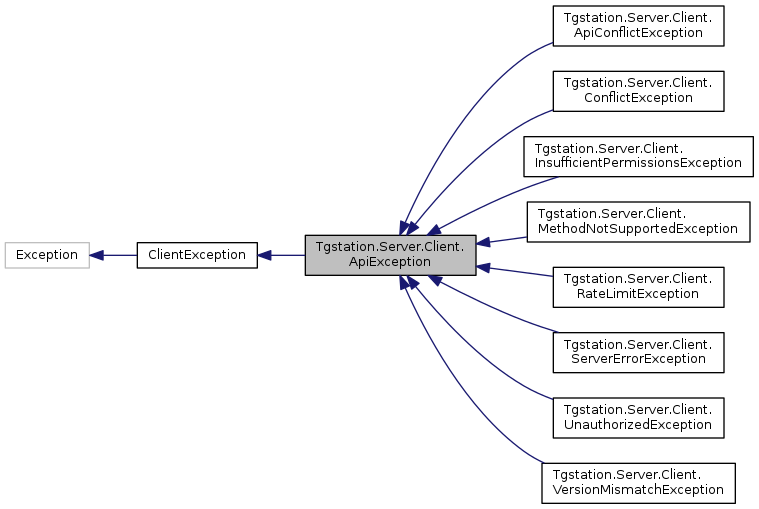 Tgstation.Server.Client.
ApiConflictException
Tgstation.Server.Client.
ConflictException
Tgstation.Server.Client.
InsufficientPermissionsException
Tgstation.Server.Client.
MethodNotSupportedException
Exception
ClientException
Tgstation.Server.Client.
ApiException
Tgstation.Server.Client.
RateLimitException
Tgstation.Server.Client.
ServerErrorException
Tgstation.Server.Client.
UnauthorizedException
Tgstation.Server.Client.
VersionMismatchException